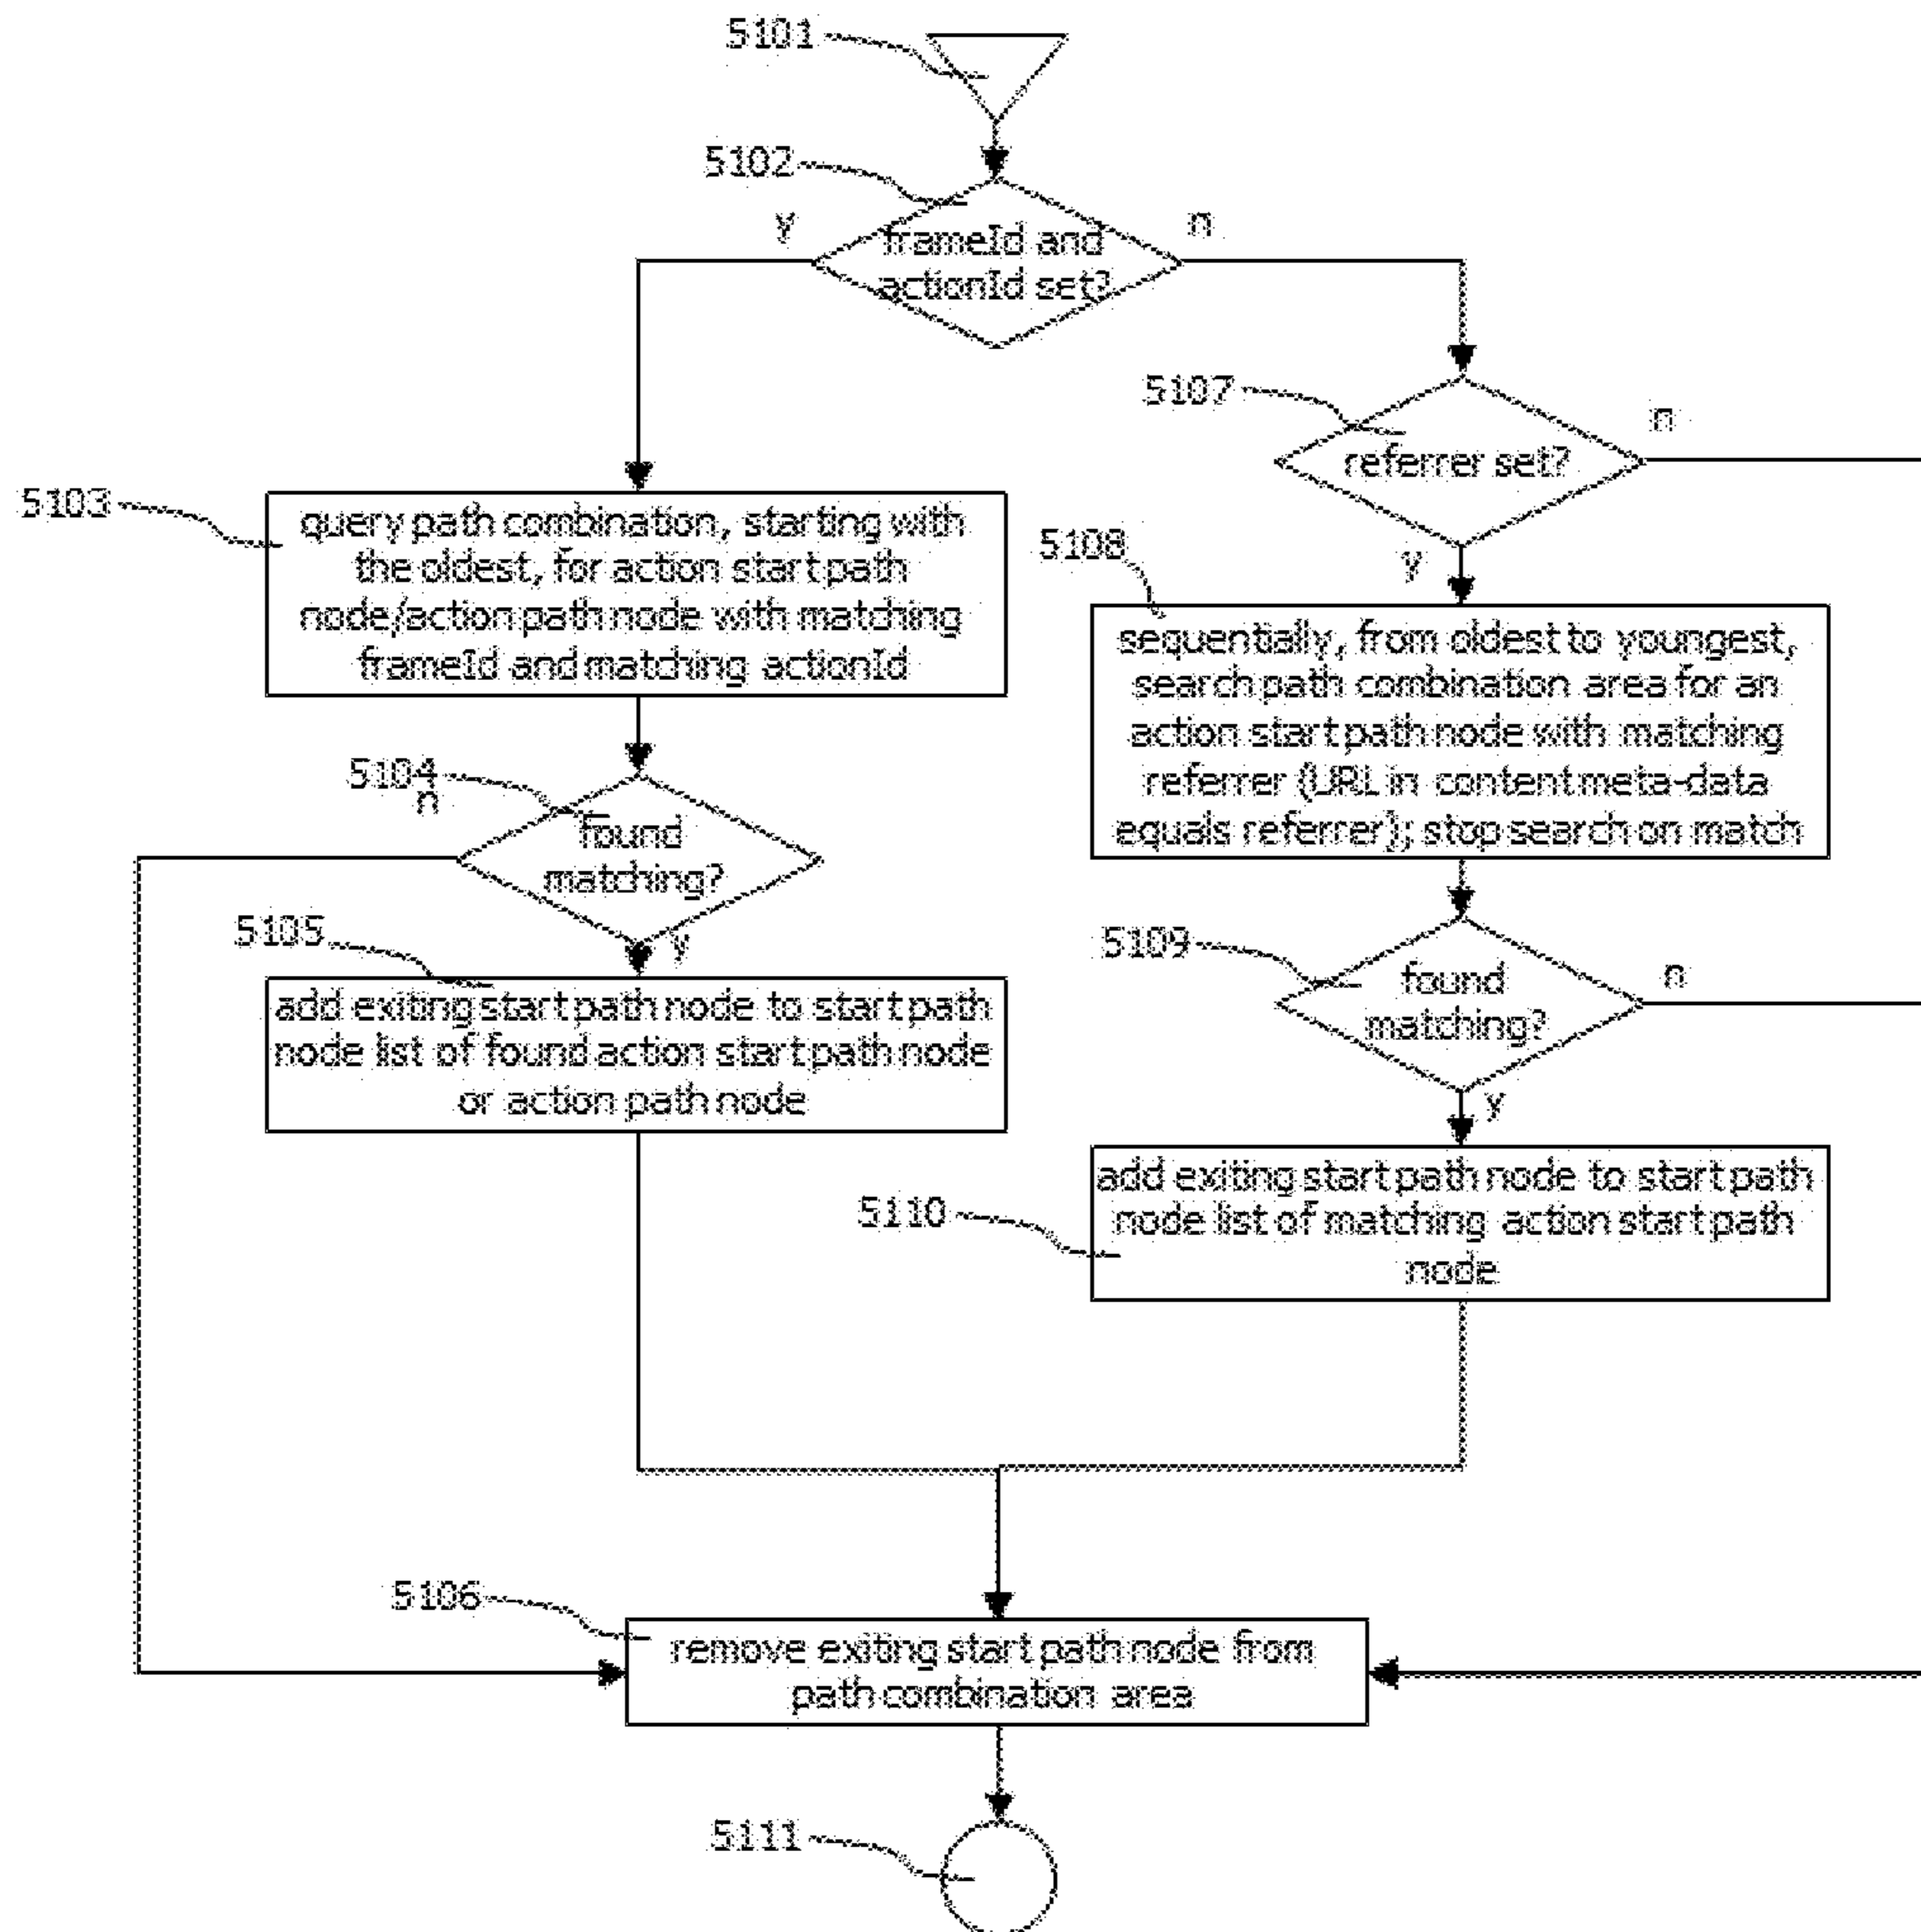 5101
5102
y
n
frameId and
actionId set?
5107
n
referrer set?
5103
query path combination, starting with
the oldest, for action start path
node/action path node with matching
frameId and matching actionId
y
5108
sequentially, from oldest to youngest,
search path combination area for an
action start path node with matching
referrer (URL in content meta-data
equals referrer); stop search on match
5104
n
found
matching?
y
5105
add exiting start path node to start path
node list of found action start path node
or action path node
5109
n
found
matching?
y
5110
add exiting start path node to start path
node list of matching action start path
node
5106
remove exiting start path node from
path combination area
5111